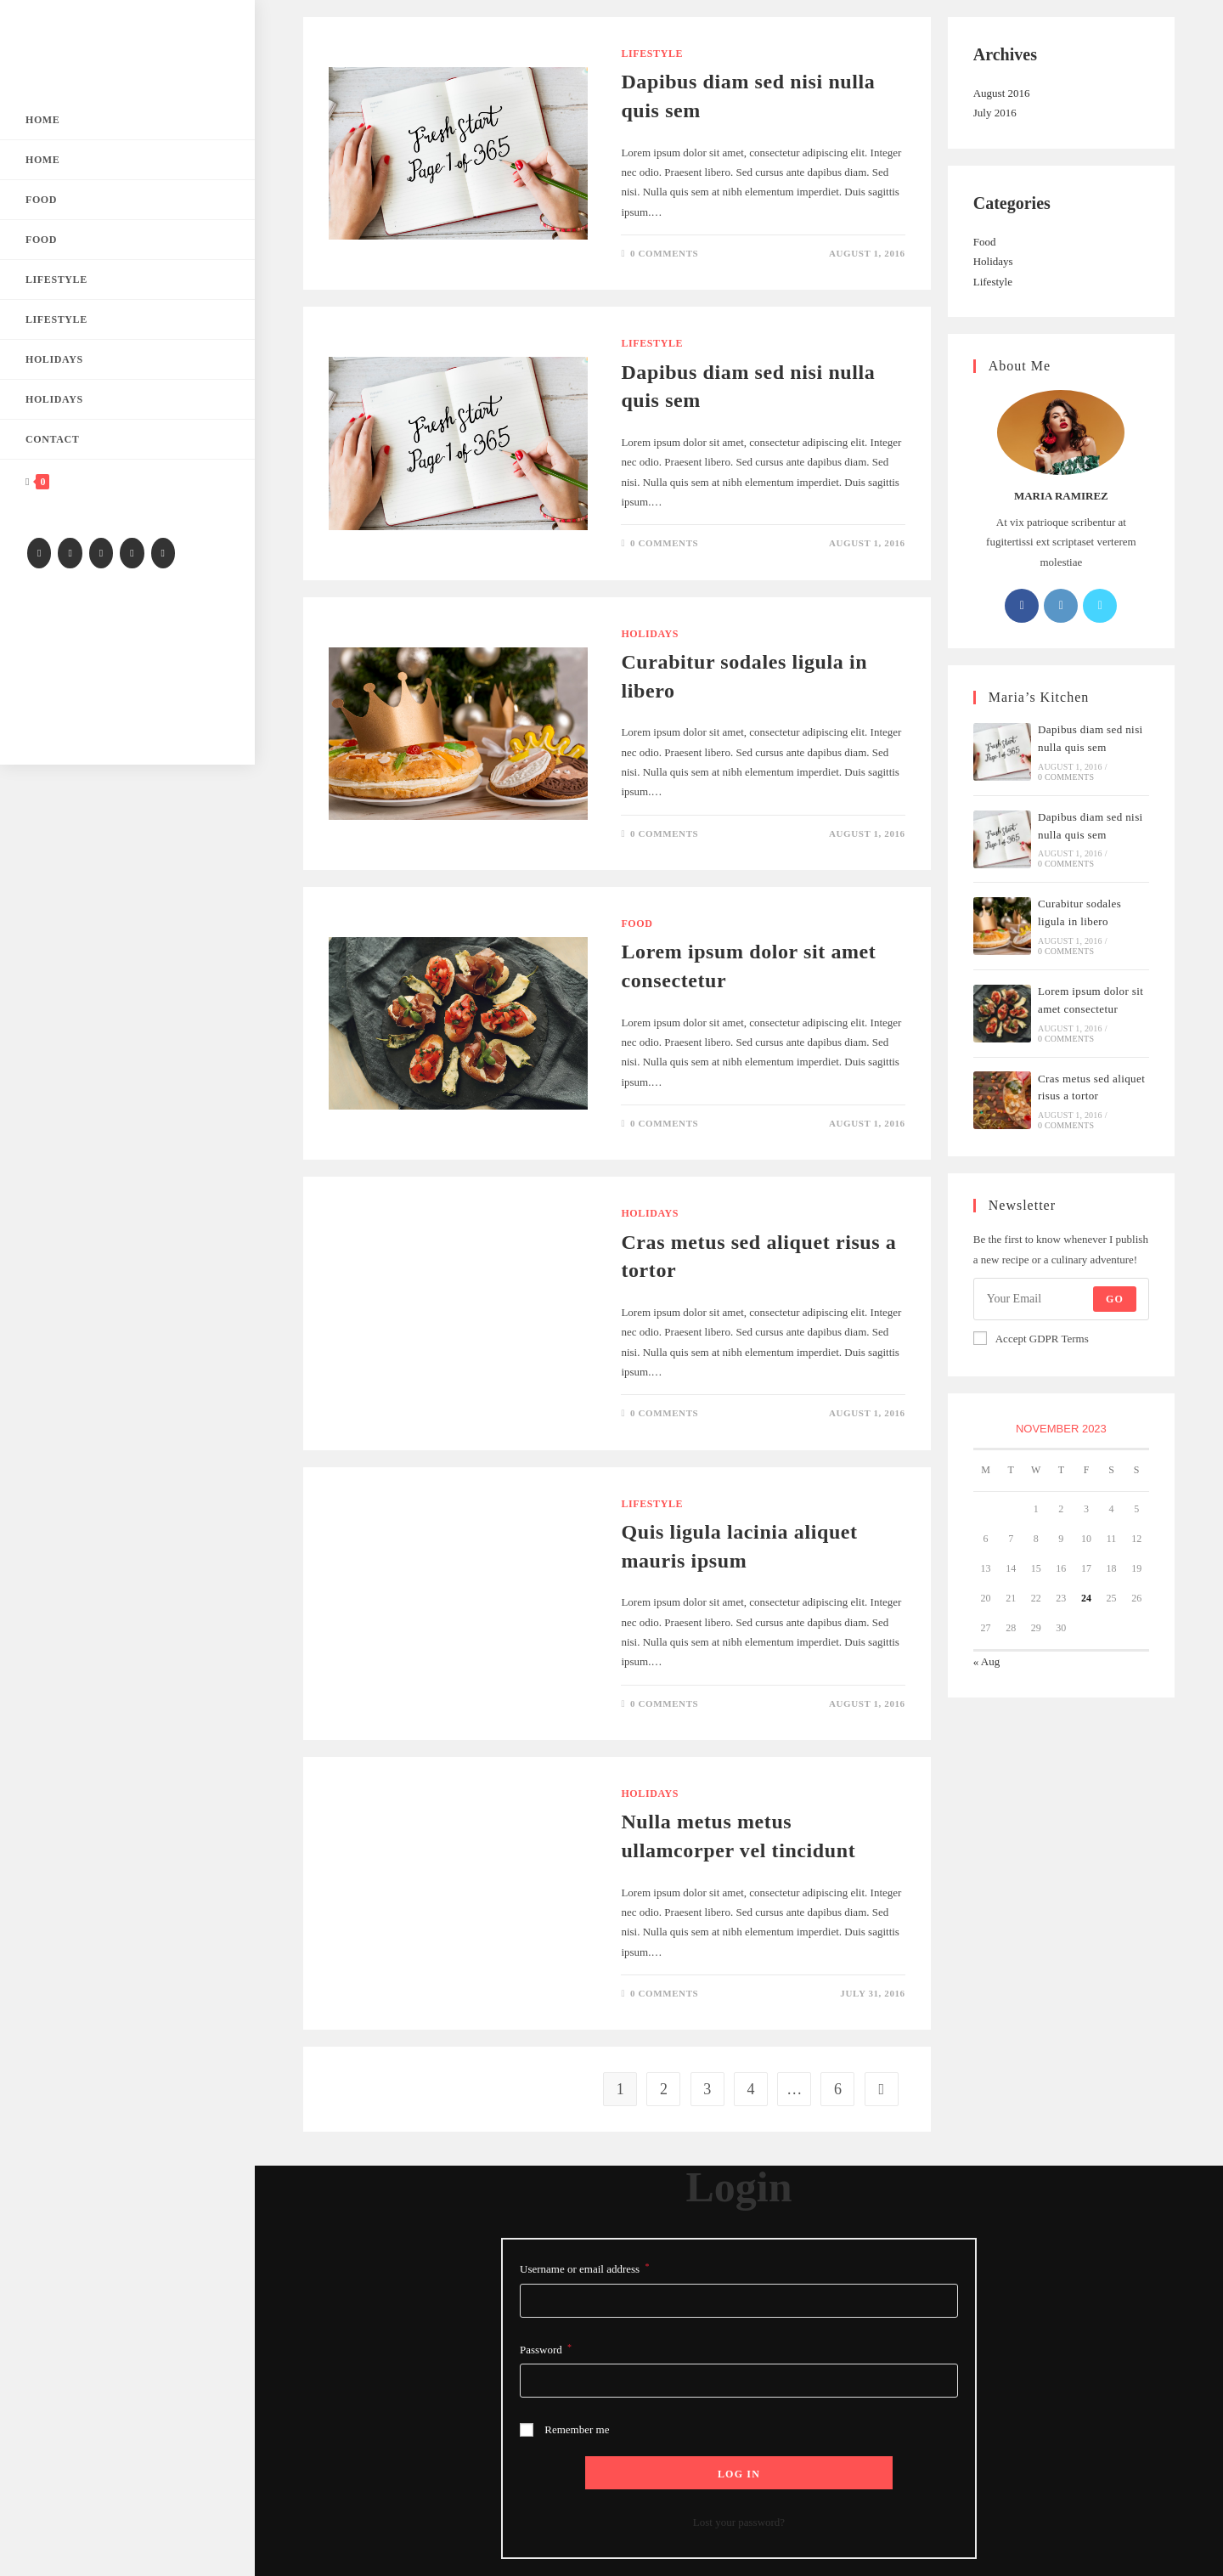 HOME
HOME
FOOD
FOOD
LIFESTYLE
LIFESTYLE
HOLIDAYS
HOLIDAYS
CONTACT
0
LIFESTYLE
Dapibus diam sed nisi nulla
quis sem
Fresh Start
Page 1 of 365
Lorem ipsum dolor sit amet, consectetur adipiscing elit. Integer
nec odio. Praesent libero. Sed cursus ante dapibus diam. Sed
nisi. Nulla quis sem at nibh elementum imperdiet. Duis sagittis
ipsum.…
0 COMMENTS AUGUST 1, 2016
LIFESTYLE
Dapibus diam sed nisi nulla
quis sem
Fresh Start
Page 1 of 365
Lorem ipsum dolor sit amet, consectetur adipiscing elit. Integer
nec odio. Praesent libero. Sed cursus ante dapibus diam. Sed
nisi. Nulla quis sem at nibh elementum imperdiet. Duis sagittis
ipsum.…
0 COMMENTS AUGUST 1, 2016
HOLIDAYS
Curabitur sodales ligula in
libero
Lorem ipsum dolor sit amet, consectetur adipiscing elit. Integer
nec odio. Praesent libero. Sed cursus ante dapibus diam. Sed
nisi. Nulla quis sem at nibh elementum imperdiet. Duis sagittis
ipsum.…
0 COMMENTS AUGUST 1, 2016
FOOD
Lorem ipsum dolor sit amet
consectetur
Lorem ipsum dolor sit amet, consectetur adipiscing elit. Integer
nec odio. Praesent libero. Sed cursus ante dapibus diam. Sed
nisi. Nulla quis sem at nibh elementum imperdiet. Duis sagittis
ipsum.…
0 COMMENTS AUGUST 1, 2016
HOLIDAYS
Cras metus sed aliquet risus a
tortor
Lorem ipsum dolor sit amet, consectetur adipiscing elit. Integer
nec odio. Praesent libero. Sed cursus ante dapibus diam. Sed
nisi. Nulla quis sem at nibh elementum imperdiet. Duis sagittis
ipsum.…
0 COMMENTS AUGUST 1, 2016
LIFESTYLE
Quis ligula lacinia aliquet
mauris ipsum
Lorem ipsum dolor sit amet, consectetur adipiscing elit. Integer
nec odio. Praesent libero. Sed cursus ante dapibus diam. Sed
nisi. Nulla quis sem at nibh elementum imperdiet. Duis sagittis
ipsum.…
0 COMMENTS AUGUST 1, 2016
HOLIDAYS
Nulla metus metus
ullamcorper vel tincidunt
Lorem ipsum dolor sit amet, consectetur adipiscing elit. Integer
nec odio. Praesent libero. Sed cursus ante dapibus diam. Sed
nisi. Nulla quis sem at nibh elementum imperdiet. Duis sagittis
ipsum.…
0 COMMENTS JULY 31, 2016
1 2 3 4 … 6
Archives
August 2016
July 2016
Categories
Food
Holidays
Lifestyle
About Me
MARIA RAMIREZ
At vix patrioque scribentur at
fugitertissi ext scriptaset verterem
molestiae
Maria’s Kitchen
Fresh Start
Page 1 of 365
Dapibus diam sed nisi
nulla quis sem
AUGUST 1, 2016 /
0 COMMENTS
Fresh Start
Page 1 of 365
Dapibus diam sed nisi
nulla quis sem
AUGUST 1, 2016 /
0 COMMENTS
Curabitur sodales
ligula in libero
AUGUST 1, 2016 /
0 COMMENTS
Lorem ipsum dolor sit
amet consectetur
AUGUST 1, 2016 /
0 COMMENTS
Cras metus sed aliquet
risus a tortor
AUGUST 1, 2016 /
0 COMMENTS
Newsletter
Be the first to know whenever I publish
a new recipe or a culinary adventure!
Your Email GO
Accept GDPR Terms
NOVEMBER 2023
M T W T F S S
1 2 3 4 5
6 7 8 9 10 11 12
13 14 15 16 17 18 19
20 21 22 23 24 25 26
27 28 29 30
« Aug
Login
Username or email address *
Password *
Remember me
LOG IN
Lost your password?